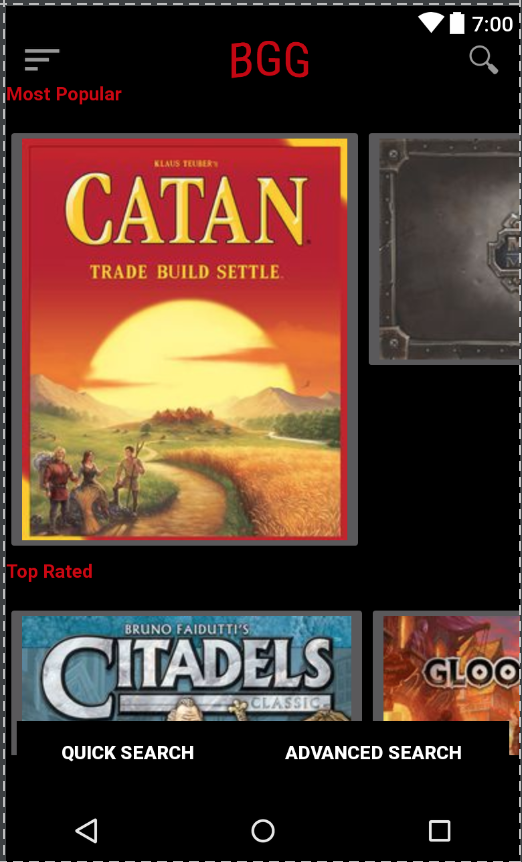 7:00
BGG
Most Popular
KLAUS TEUBER'S
CATAN
TRADE BUILD SETTLE
Top Rated
BRUNO FAIDUTTI'S
CITADELS
CLASSIC
GLOO
QUICK SEARCH
ADVANCED SEARCH